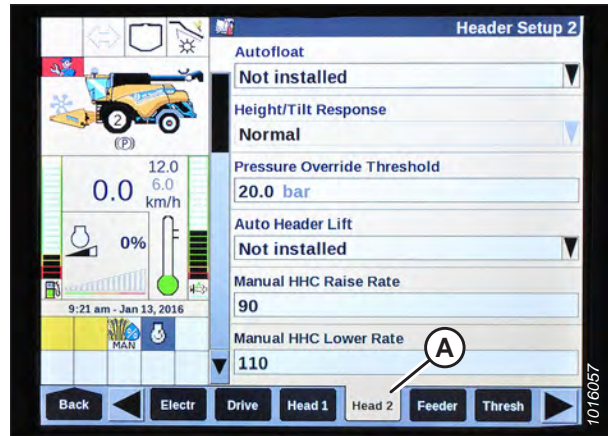 Header Setup 2
Autofloat
Not installed
Height/Tilt Response
Normal
Pressure Override Threshold
20.0 bar
Auto Header Lift
Not installed
Manual HHC Raise Rate
90
Manual HHC Lower Rate
110
2
(P)
12.0
0.0 6.0
km/h
0%
9:21 am - Jan 13, 2016
MAN
A
Back Electr Drive Head 1 Head 2 Feeder Thresh
1016057